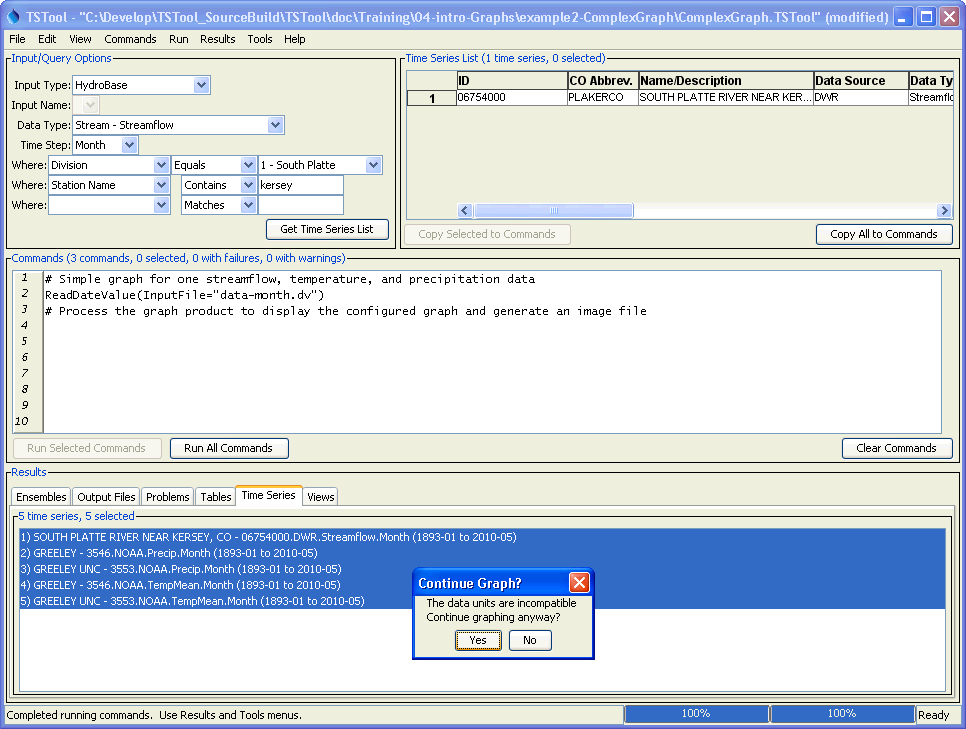 TSTool - "C:\Develop\TSTool_SourceBuild\TSTool\doc\Training\04-intro-Graphs\example2-ComplexGraph\ComplexGraph.TSTool" (modified)
File Edit View Commands Run Results Tools Help
Input/Query Options
Input Type: HydroBase
Input Name:
Data Type: Stream - Streamflow
Time Step: Month
Where: Division Equals 1 - South Platte
Where: Station Name Contains kersey
Where: Matches
Get Time Series List
Time Series List (1 time series, 0 selected)
ID CO Abbrev. Name/Description Data Source Data Ty
1 06754000 PLAKERCO SOUTH PLATTE RIVER NEAR KER... DWR Streamflo
Copy Selected to Commands Copy All to Commands
Commands (3 commands, 0 selected, 0 with failures, 0 with warnings)
1 # Simple graph for one streamflow, temperature, and precipitation data
2 ReadDateValue(InputFile="data-month.dv")
3 # Process the graph product to display the configured graph and generate an image file
4
5
6
7
8
9
10
Run Selected Commands Run All Commands Clear Commands
Results
Ensembles Output Files Problems Tables Time Series Views
5 time series, 5 selected
1) SOUTH PLATTE RIVER NEAR KERSEY, CO - 06754000.DWR.Streamflow.Month (1893-01 to 2010-05)
2) GREELEY - 3546.NOAA.Precip.Month (1893-01 to 2010-05)
3) GREELEY UNC - 3553.NOAA.Precip.Month (1893-01 to 2010-05)
4) GREELEY - 3546.NOAA.TempMean.Month (1893-01 to 2010-05)
5) GREELEY UNC - 3553.NOAA.TempMean.Month (1893-01 to 2010-05)
Continue Graph?
The data units are incompatible
Continue graphing anyway?
Yes No
Completed running commands. Use Results and Tools menus. 100% 100% Ready